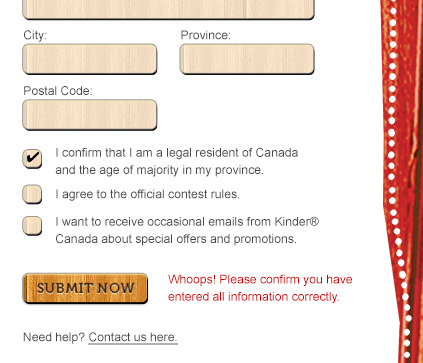 City: Province:
Postal Code:
I confirm that I am a legal resident of Canada
and the age of majority in my province.
I agree to the official contest rules.
I want to receive occasional emails from Kinder®
Canada about special offers and promotions.
SUBMIT NOW
Whoops! Please confirm you have
entered all information correctly.
Need help? Contact us here.